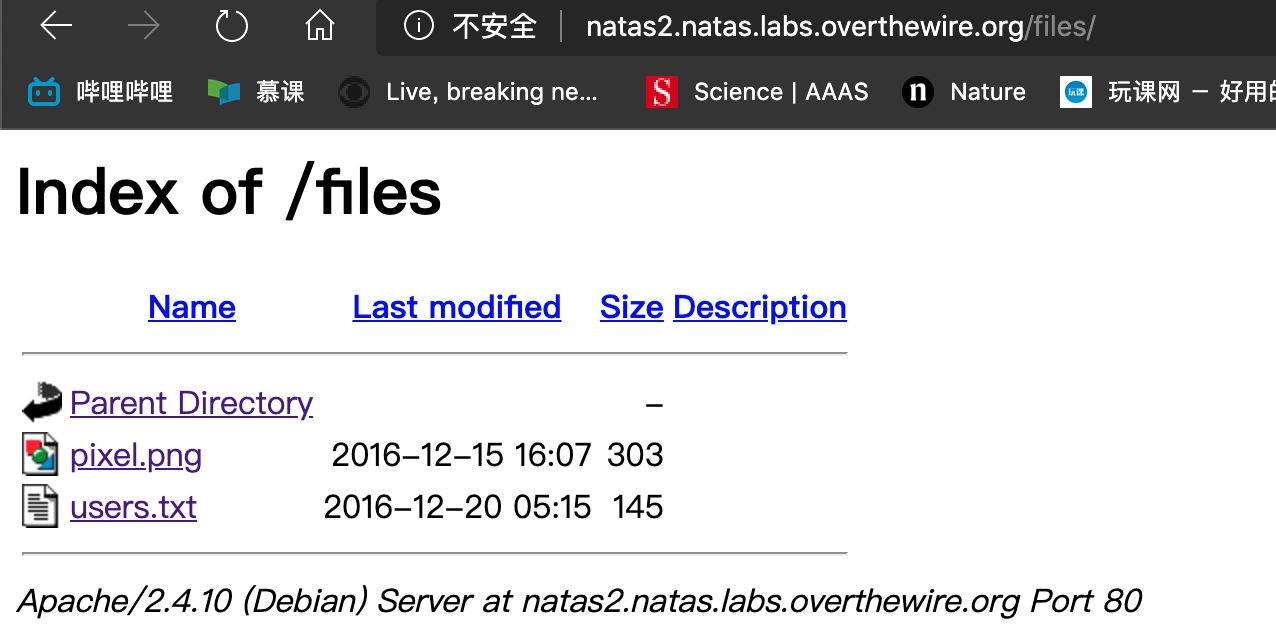 不安全 natas2.natas.labs.overthewire.org/files/
哔哩哔哩 慕课 Live, breaking ne... S Science | AAAS n Nature 玩课 玩课网 – 好用的
Index of /files
Name Last modified Size Description
Parent Directory –
pixel.png 2016–12–15 16:07 303
users.txt 2016–12–20 05:15 145
Apache/2.4.10 (Debian) Server at natas2.natas.labs.overthewire.org Port 80